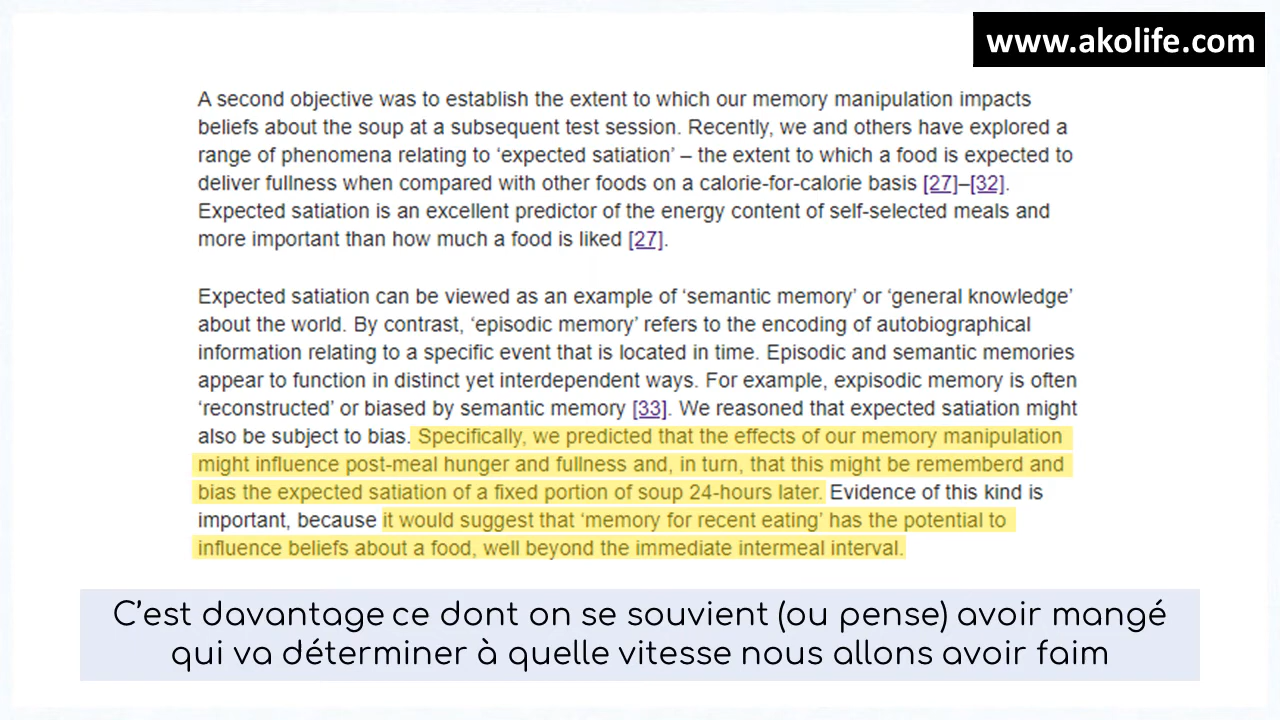 www.akolife.com
A second objective was to establish the extent to which our memory manipulation impacts
beliefs about the soup at a subsequent test session. Recently, we and others have explored a
range of phenomena relating to ‘expected satiation’ – the extent to which a food is expected to
deliver fullness when compared with other foods on a calorie-for-calorie basis [27]–[32].
Expected satiation is an excellent predictor of the energy content of self-selected meals and
more important than how much a food is liked [27].
Expected satiation can be viewed as an example of ‘semantic memory’ or ‘general knowledge’
about the world. By contrast, ‘episodic memory’ refers to the encoding of autobiographical
information relating to a specific event that is located in time. Episodic and semantic memories
appear to function in distinct yet interdependent ways. For example, expisodic memory is often
‘reconstructed’ or biased by semantic memory [33]. We reasoned that expected satiation might
also be subject to bias. Specifically, we predicted that the effects of our memory manipulation
might influence post-meal hunger and fullness and, in turn, that this might be rememberd and
bias the expected satiation of a fixed portion of soup 24-hours later. Evidence of this kind is
important, because it would suggest that ‘memory for recent eating’ has the potential to
influence beliefs about a food, well beyond the immediate intermeal interval.
C’est davantage ce dont on se souvient (ou pense) avoir mangé
qui va déterminer à quelle vitesse nous allons avoir faim